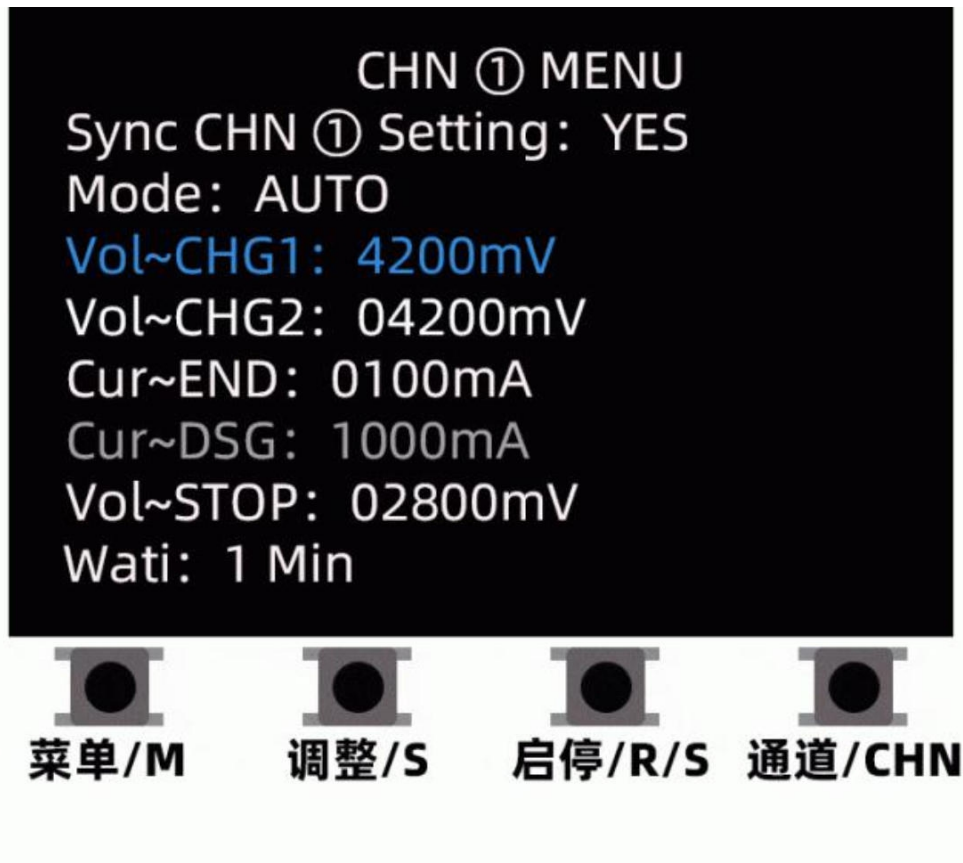 CHN ① MENU
Sync CHN ① Setting：YES
Mode：AUTO
Vol~CHG1：4200mV
Vol~CHG2：04200mV
Cur~END：0100mA
Cur~DSG：1000mA
Vol~STOP：02800mV
Wati：1 Min
菜单/M 调整/S 启停/R/S 通道/CHN